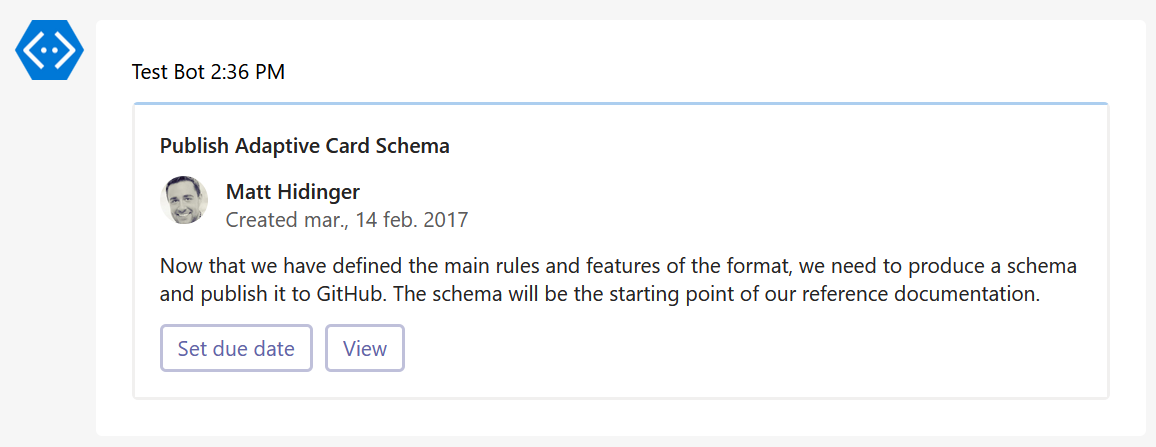 Test Bot 2:36 PM
Publish Adaptive Card Schema
Matt Hidinger
Created mar., 14 feb. 2017
Now that we have defined the main rules and features of the format, we need to produce a schema
and publish it to GitHub. The schema will be the starting point of our reference documentation.
Set due date
View